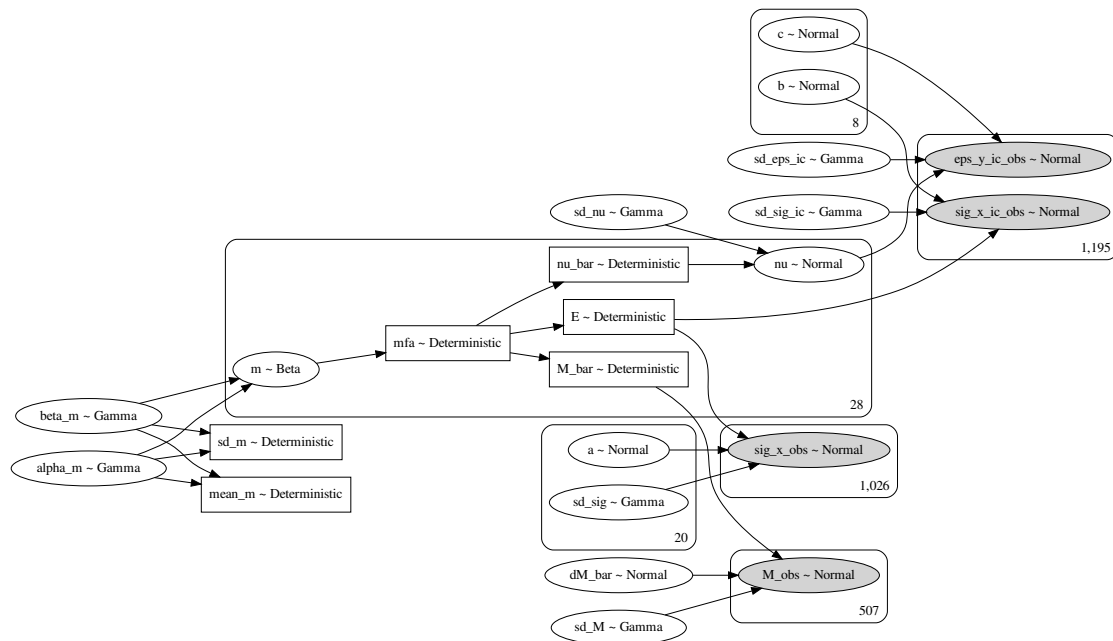 c ~ Normal
b ~ Normal
8
sd_eps_ic ~ Gamma
eps_y_ic_obs ~ Normal
sd_nu ~ Gamma
sd_sig_ic ~ Gamma
sig_x_ic_obs ~ Normal
1,195
nu_bar ~ Deterministic
nu ~ Normal
E ~ Deterministic
mfa ~ Deterministic
M_bar ~ Deterministic
m ~ Beta
28
beta_m ~ Gamma
sd_m ~ Deterministic
alpha_m ~ Gamma
mean_m ~ Deterministic
a ~ Normal
sig_x_obs ~ Normal
1,026
sd_sig ~ Gamma
20
dM_bar ~ Normal
M_obs ~ Normal
507
sd_M ~ Gamma